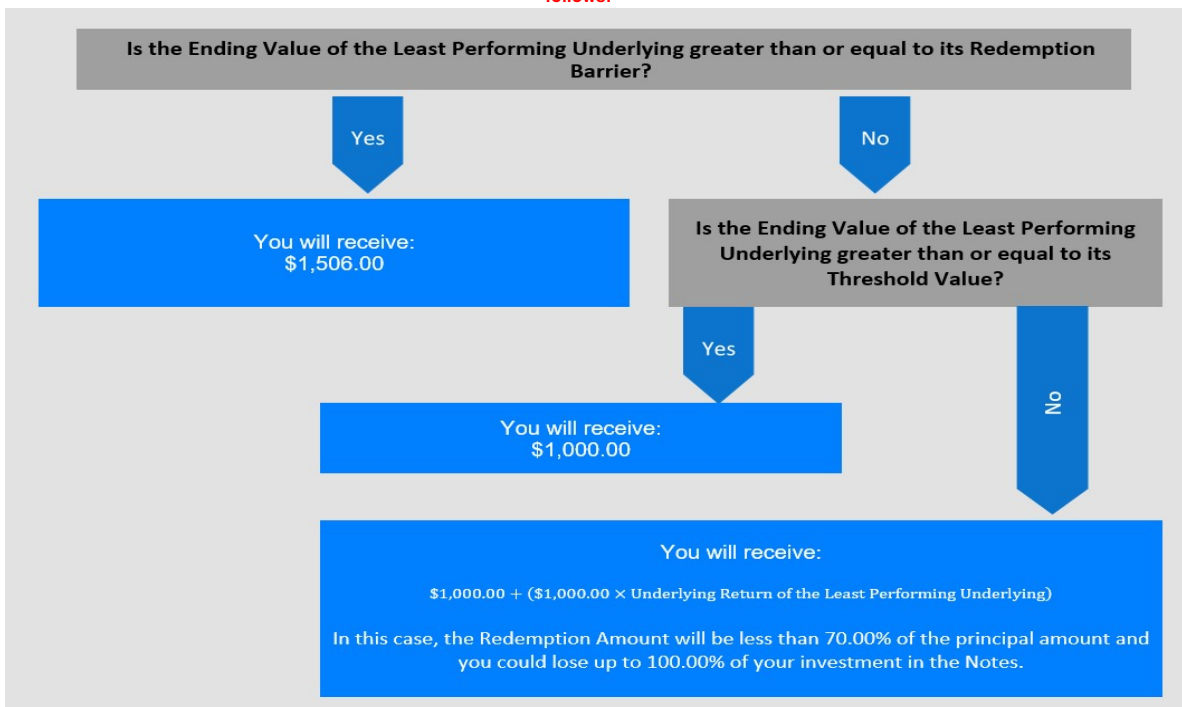 follows:
Is the Ending Value of the Least Performing Underlying greater than or equal to its Redemption
Barrier?
Yes
No
You will receive:
$1,506.00
Is the Ending Value of the Least Performing
Underlying greater than or equal to its
Threshold Value?
Yes
No
You will receive:
$1,000.00
You will receive:
$1,000.00 + ($1,000.00 × Underlying Return of the Least Performing Underlying)
In this case, the Redemption Amount will be less than 70.00% of the principal amount and
you could lose up to 100.00% of your investment in the Notes.